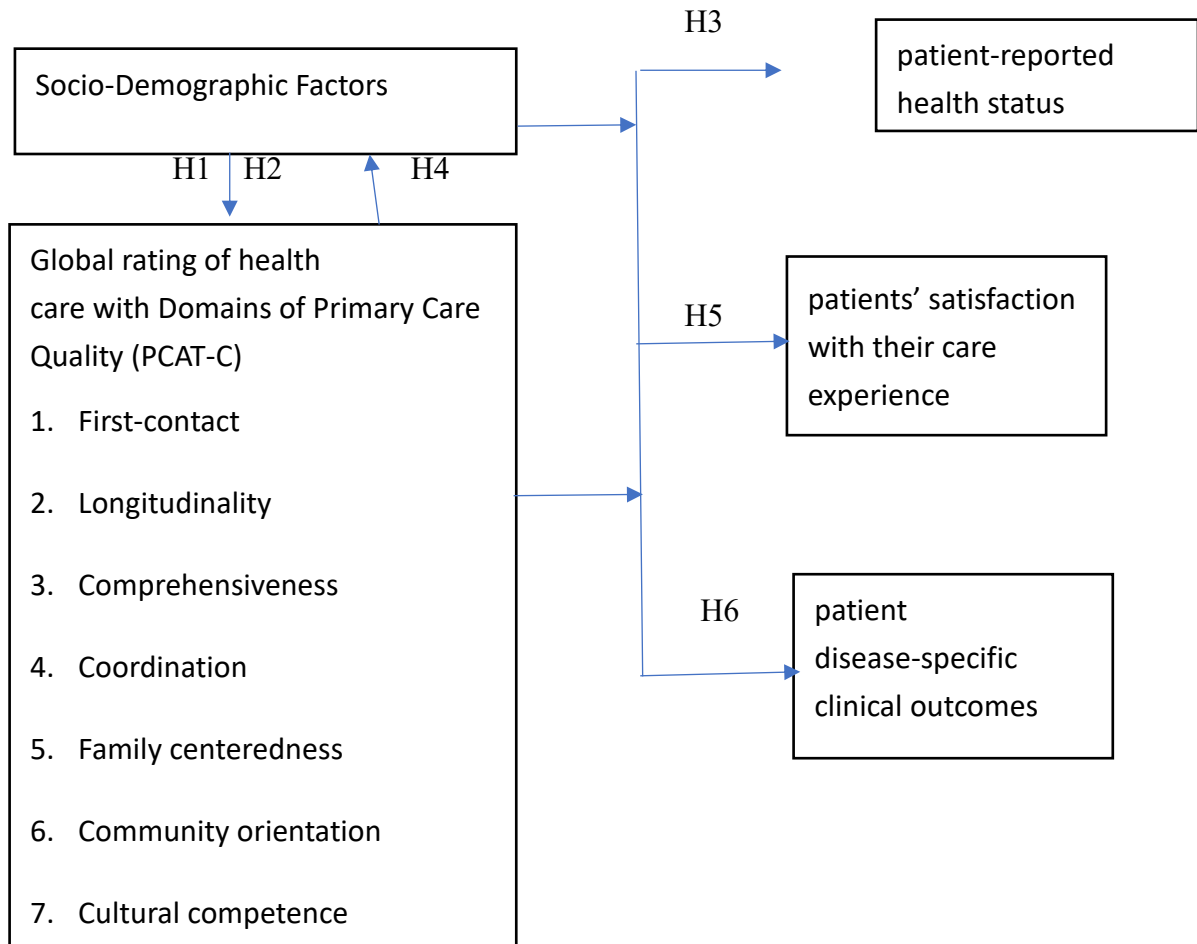 H3
Socio-Demographic Factors
patient-reported
health status
H1 H2 H4
Global rating of health
care with Domains of Primary Care
Quality (PCAT-C)
1. First-contact
2. Longitudinality
3. Comprehensiveness
4. Coordination
5. Family centeredness
6. Community orientation
7. Cultural competence
H5
patients’ satisfaction
with their care
experience
H6
patient
disease-specific
clinical outcomes